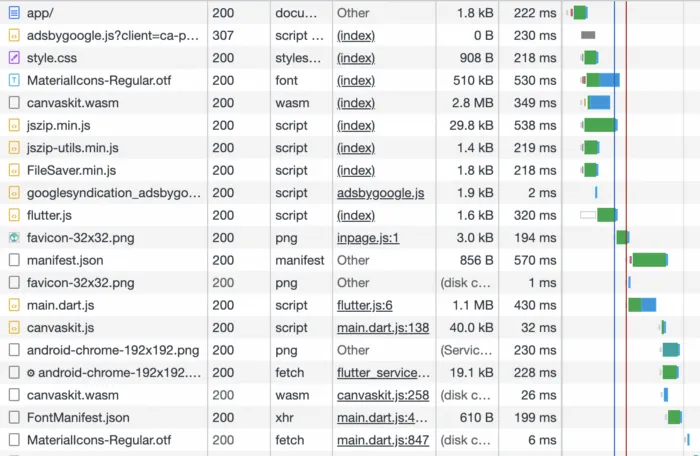 app/ 200 docu... Other 1.8 kB 222 ms
adsbygoogle.js?client=ca-p... 307 script ... (index) 0 B 230 ms
style.css 200 styles... (index) 908 B 218 ms
MaterialIcons-Regular.otf 200 font (index) 510 kB 530 ms
canvaskit.wasm 200 wasm (index) 2.8 MB 349 ms
jszip.min.js 200 script (index) 29.8 kB 538 ms
jszip-utils.min.js 200 script (index) 1.4 kB 219 ms
FileSaver.min.js 200 script (index) 1.8 kB 218 ms
googlesyndication_adsbygo... 200 script adsbygoogle.js 1.9 kB 2 ms
flutter.js 200 script (index) 1.6 kB 320 ms
favicon-32x32.png 200 png inpage.js:1 3.0 kB 194 ms
manifest.json 200 manifest Other 856 B 570 ms
favicon-32x32.png 200 png Other (disk c... 1 ms
main.dart.js 200 script flutter.js:6 1.1 MB 430 ms
canvaskit.js 200 script main.dart.js:138 40.0 kB 32 ms
android-chrome-192x192.png 200 png Other (Servic... 230 ms
android-chrome-192x192.... 200 fetch flutter_service... 19.1 kB 228 ms
canvaskit.wasm 200 wasm canvaskit.js:258 (disk c... 26 ms
FontManifest.json 200 xhr main.dart.js:4... 610 B 199 ms
MaterialIcons-Regular.otf 200 fetch main.dart.js:847 (disk c... 6 ms